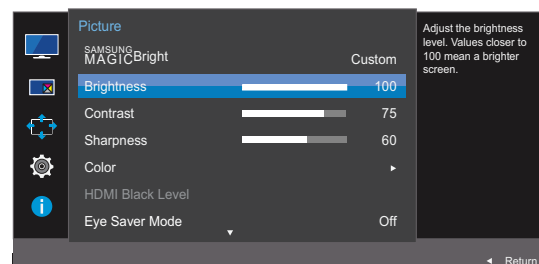 Picture
SAMSUNG
MAGICBright Custom
Brightness 100
Contrast 75
Sharpness 60
Color
HDMI Black Level
Eye Saver Mode Off
Adjust the brightness
level. Values closer to
100 mean a brighter
screen.
Return